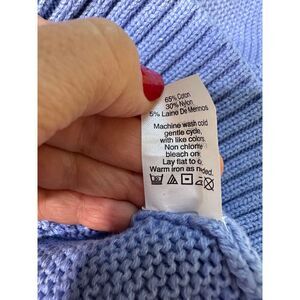 65% Coton
30% Nylon
5% Laine De Merinos
Machine wash cold
gentle cycle,
with like colors.
Non chlorine
bleach on
Lay flat to
Warm iron as needed.